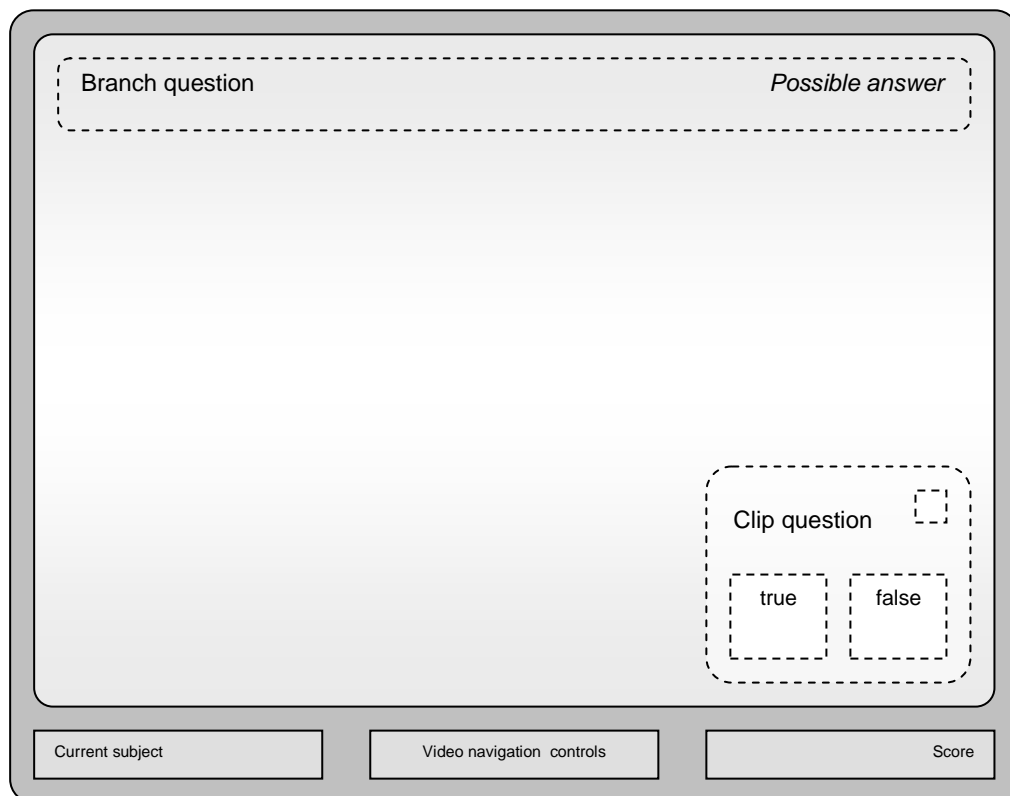 Branch question Possible answer
Clip question
true false
Current subject Video navigation controls Score